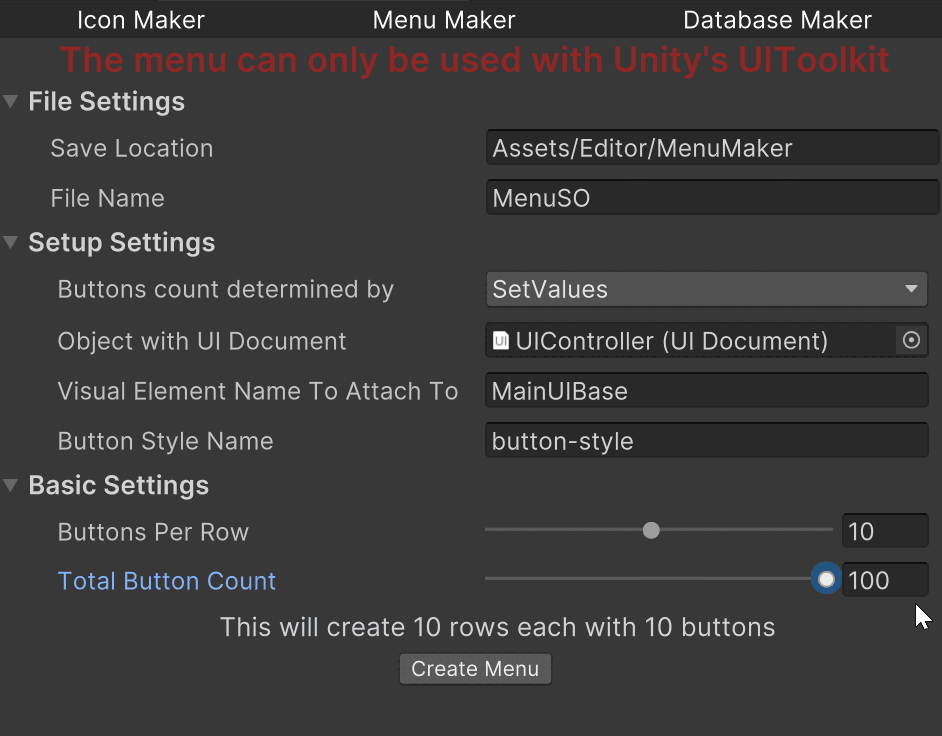 Icon Maker Menu Maker Database Maker
The menu can only be used with Unity's UIToolkit
File Settings
Save Location Assets/Editor/MenuMaker
File Name MenuSO
Setup Settings
Buttons count determined by SetValues
Object with UI Document UIController (UI Document)
Visual Element Name To Attach To MainUIBase
Button Style Name button-style
Basic Settings
Buttons Per Row 10
Total Button Count 100
This will create 10 rows each with 10 buttons
Create Menu